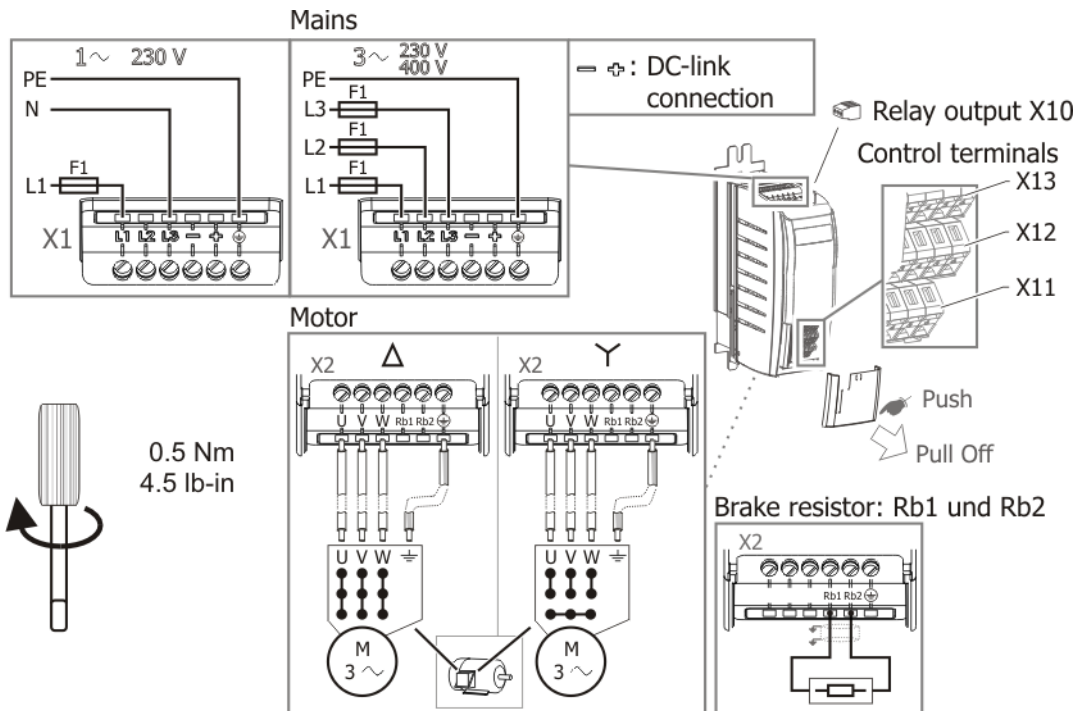 Mains
1~ 230 V
PE
N
F1
L1
X1
L1 L2 L3 − +
3~ 230 V
400 V
PE
F1
L3
F1
L2
F1
L1
X1
L1 L2 L3 − +
− +: DC-link
connection
Relay output X10
Control terminals
X13
X12
X11
Push
Pull Off
Motor
X2
Δ
U V W Rb1 Rb2
U V W
M
3~
X2
Y
U V W Rb1 Rb2
U V W
M
3~
0.5 Nm
4.5 lb-in
Brake resistor: Rb1 und Rb2
X2
Rb1 Rb2